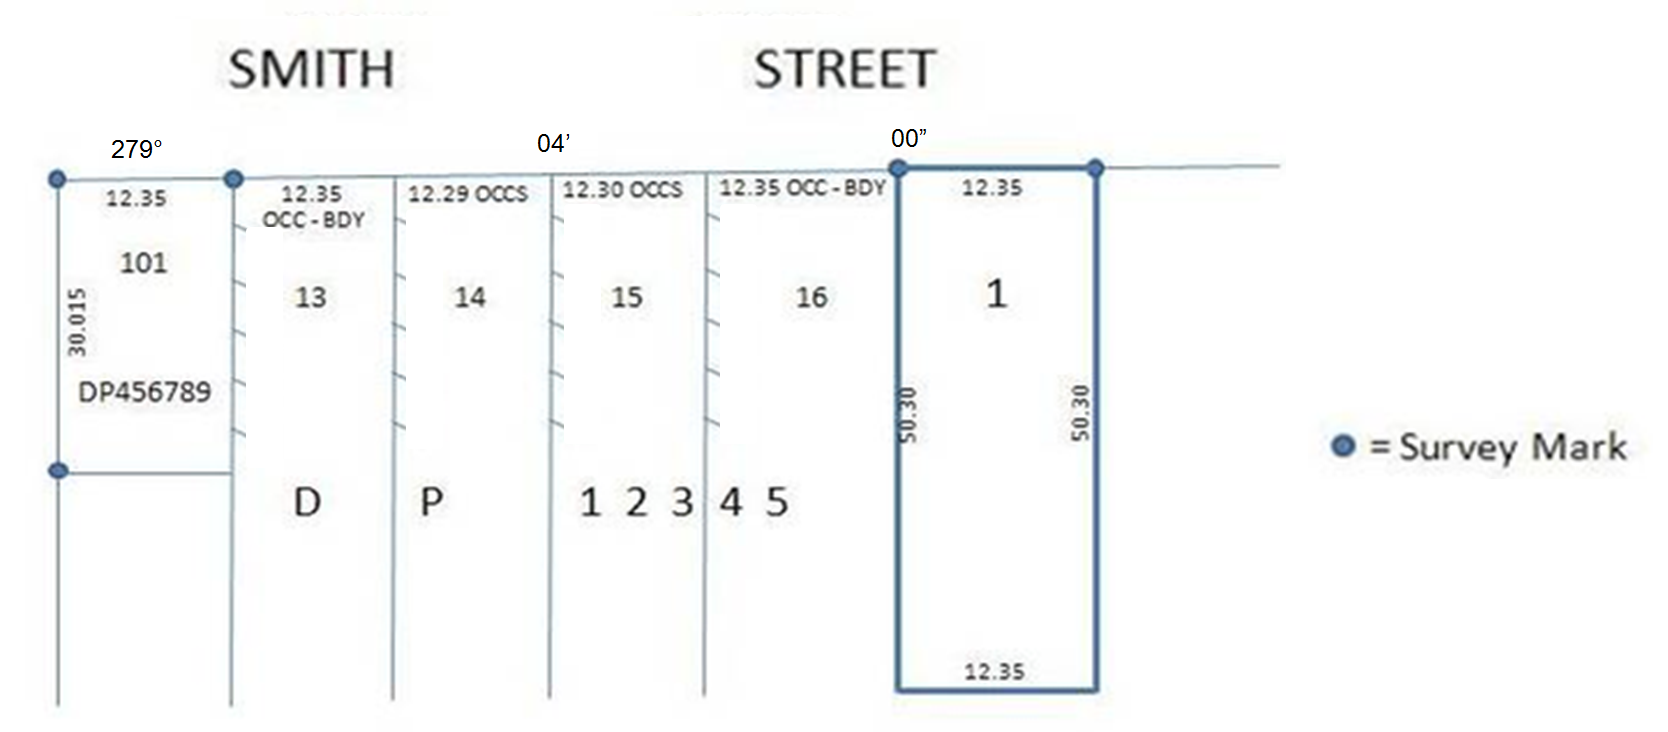 SMITH STREET
279° 04’ 00”
12.35
12.35
OCC - BDY
12.29 OCCS
12.30 OCCS
12.35 OCC - BDY
12.35
101
13
14
15
16
1
30.015
DP456789
50.30
50.30
D P 1 2 3 4 5
12.35
= Survey Mark